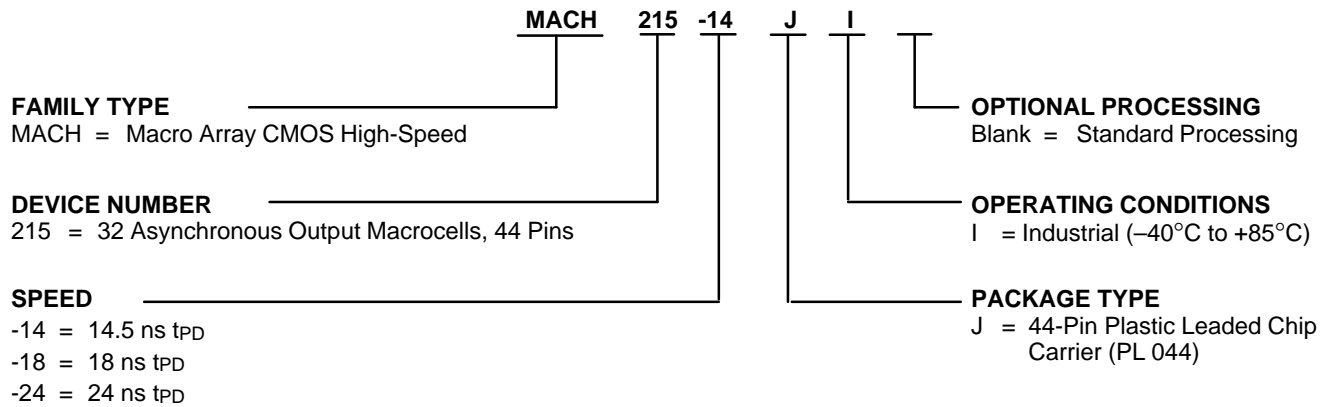 MACH 215 -14 J I
FAMILY TYPE
MACH = Macro Array CMOS High-Speed
DEVICE NUMBER
215 = 32 Asynchronous Output Macrocells, 44 Pins
SPEED
-14 = 14.5 ns tPD
-18 = 18 ns tPD
-24 = 24 ns tPD
OPTIONAL PROCESSING
Blank = Standard Processing
OPERATING CONDITIONS
I = Industrial (–40°C to +85°C)
PACKAGE TYPE
J = 44-Pin Plastic Leaded Chip
Carrier (PL 044)